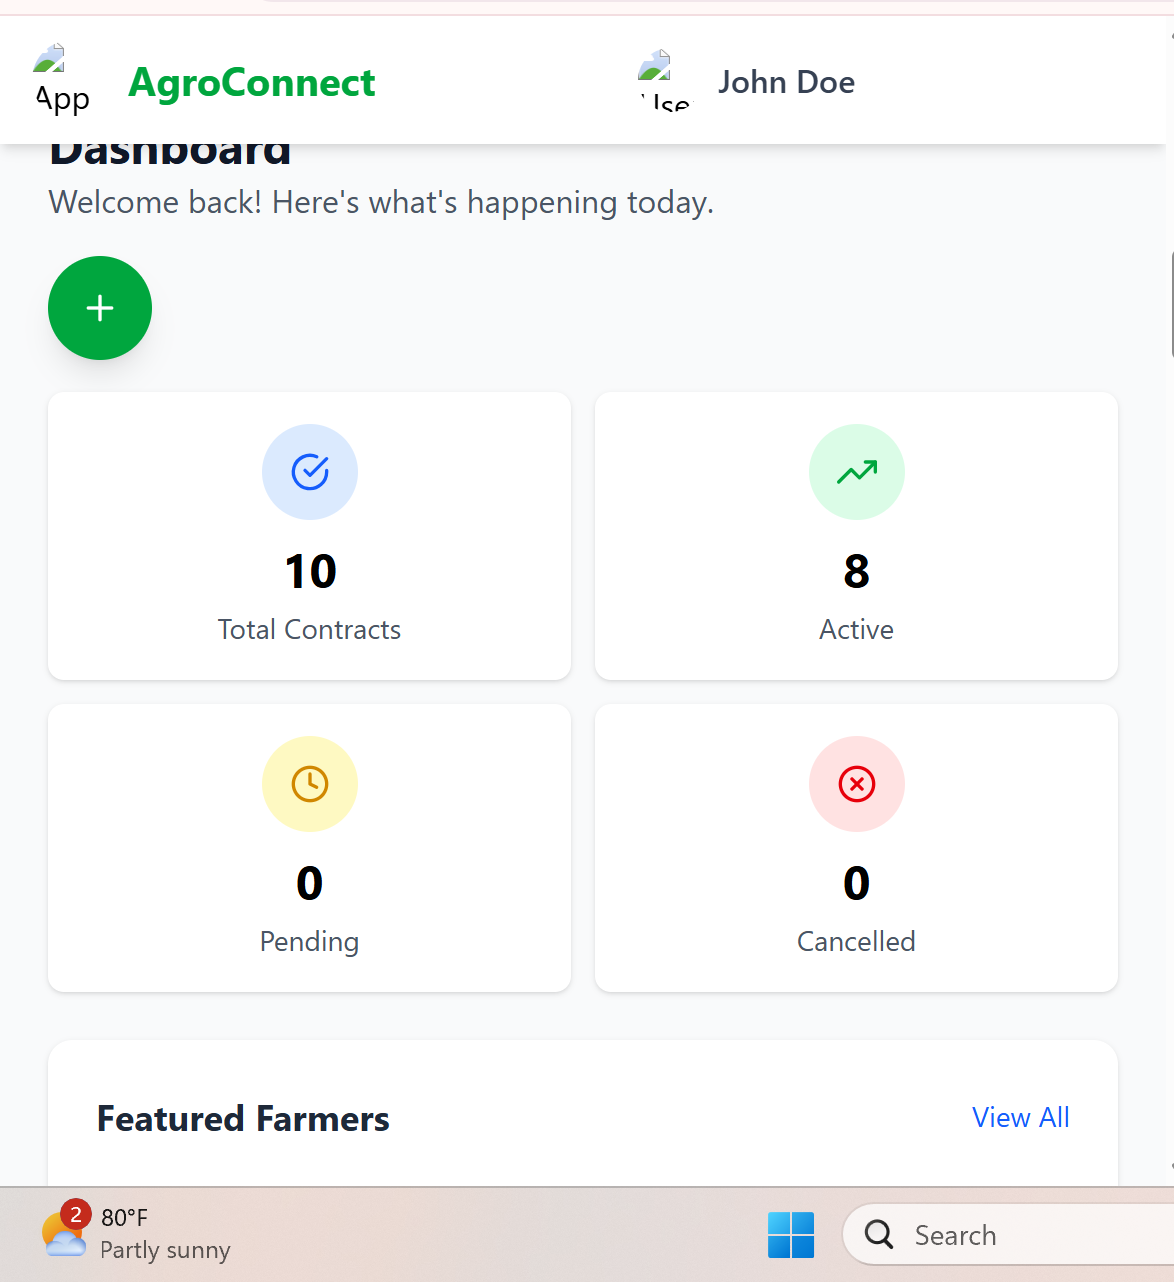 App
AgroConnect
Use
John Doe
Dashboard
Welcome back! Here's what's happening today.
10
Total Contracts
8
Active
0
Pending
0
Cancelled
Featured Farmers
View All
2
80°F
Partly sunny
Search